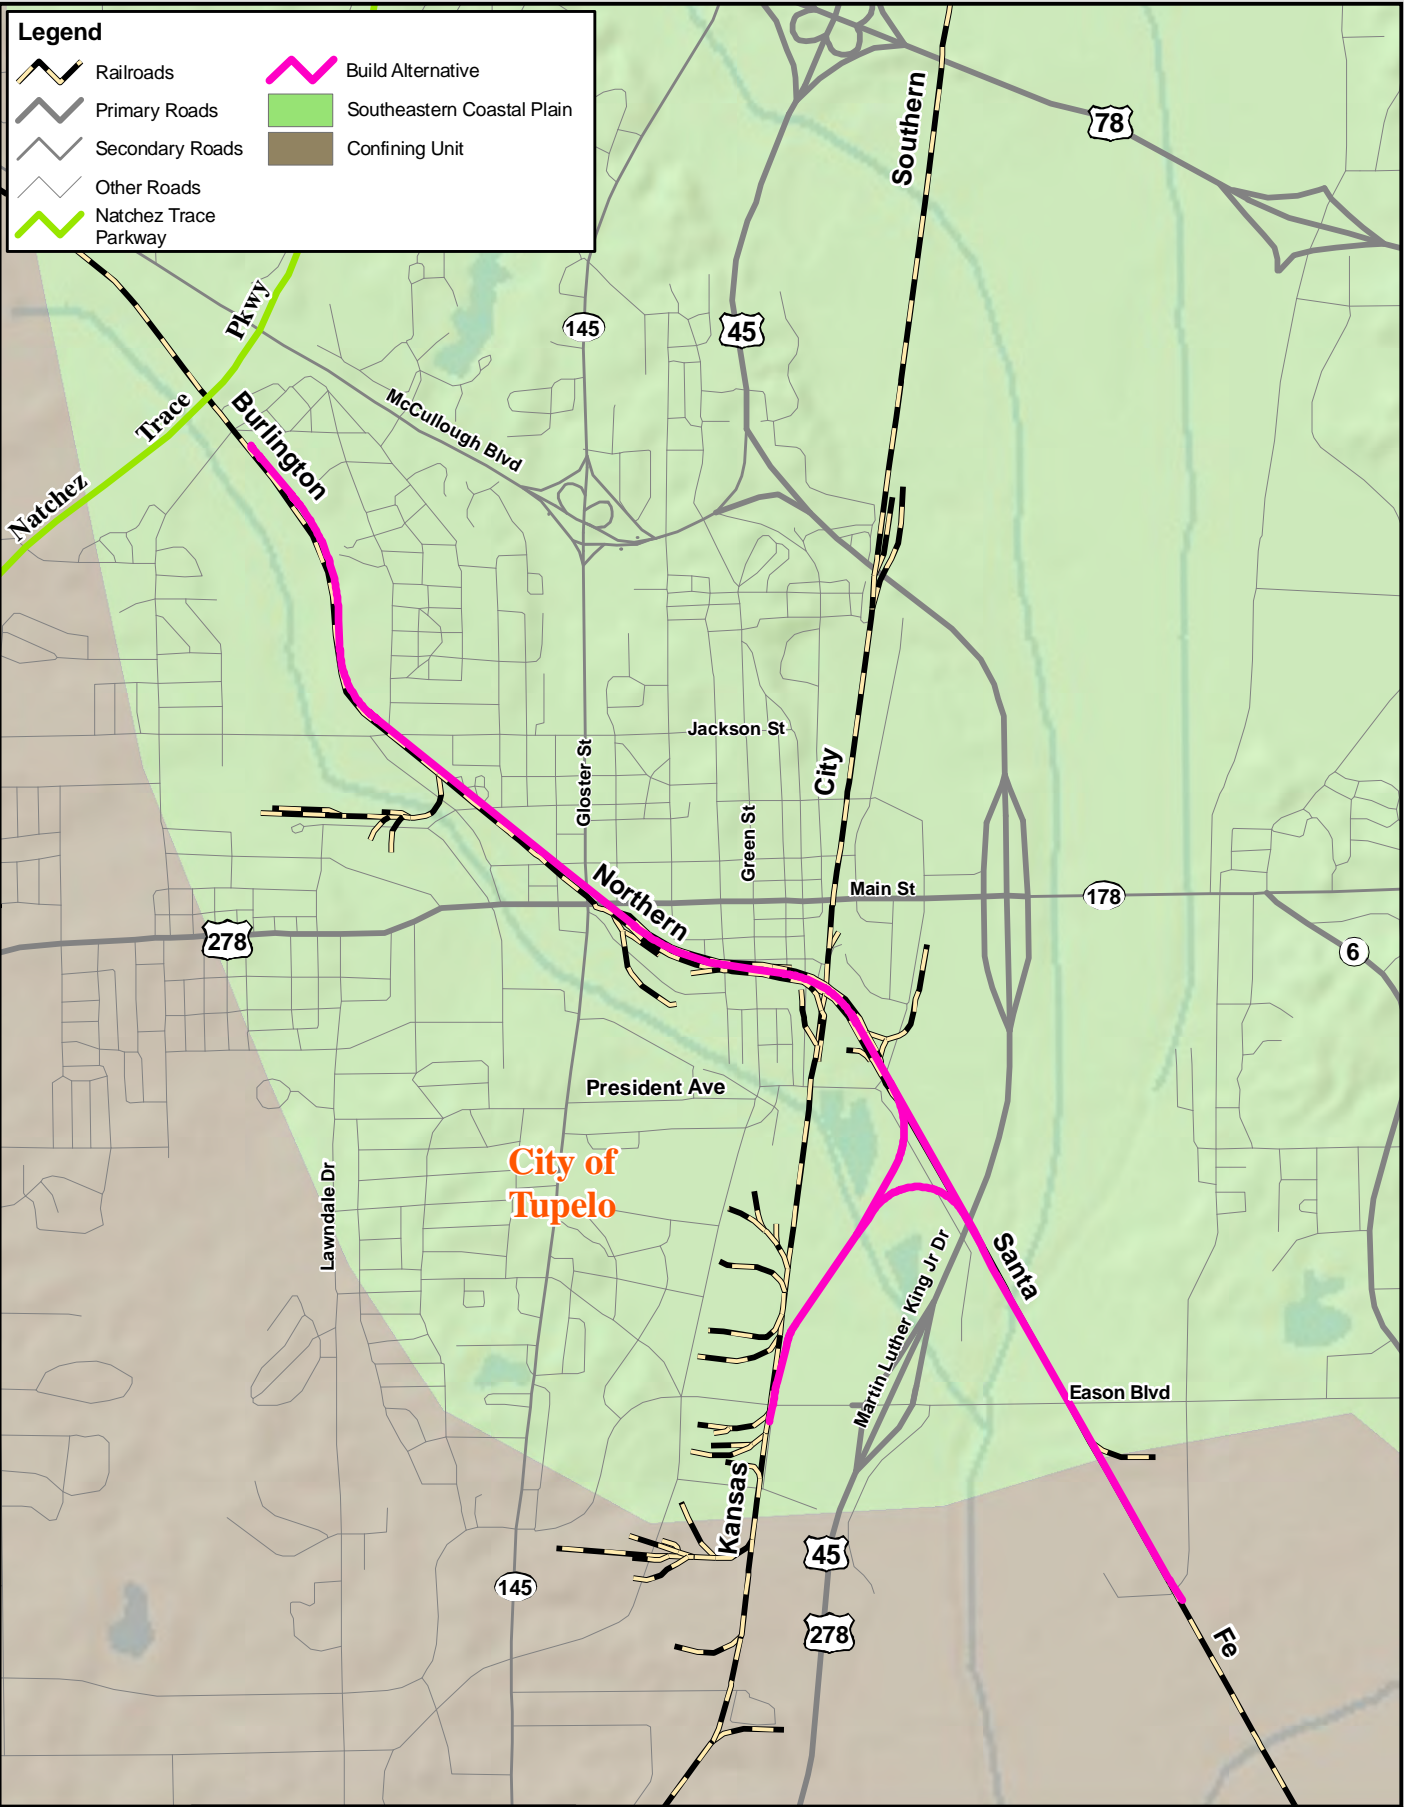 Legend
Railroads
Primary Roads
Secondary Roads
Other Roads
Natchez Trace
Parkway
Build Alternative
Southeastern Coastal Plain
Confining Unit
78
Southern
Pkwy
145
45
Trace
Burlington
McCullough Blvd
Natchez
Jackson St
Gloster St
City
Green St
Northern
Main St
178
278
6
President Ave
City of
Tupelo
Lawndale Dr
Santa
Martin Luther King Jr Dr
Eason Blvd
Kansas
45
145
278
Fe